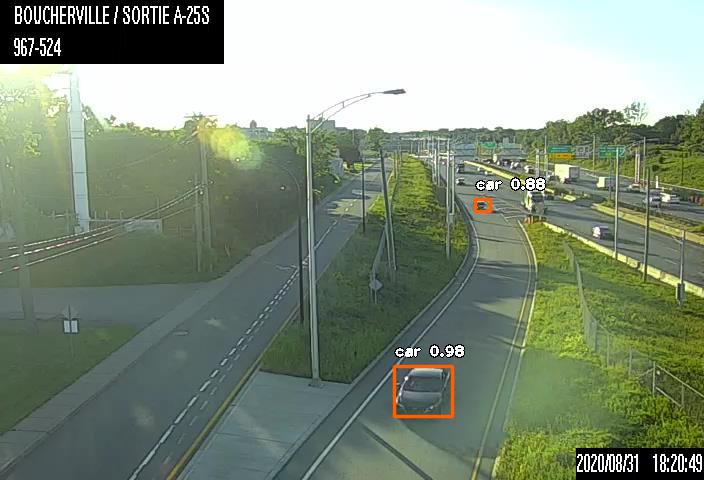 BOUCHERVILLE / SORTIE A-25S
967-524
car 0.88
car 0.98
2020/08/31 18:20:49